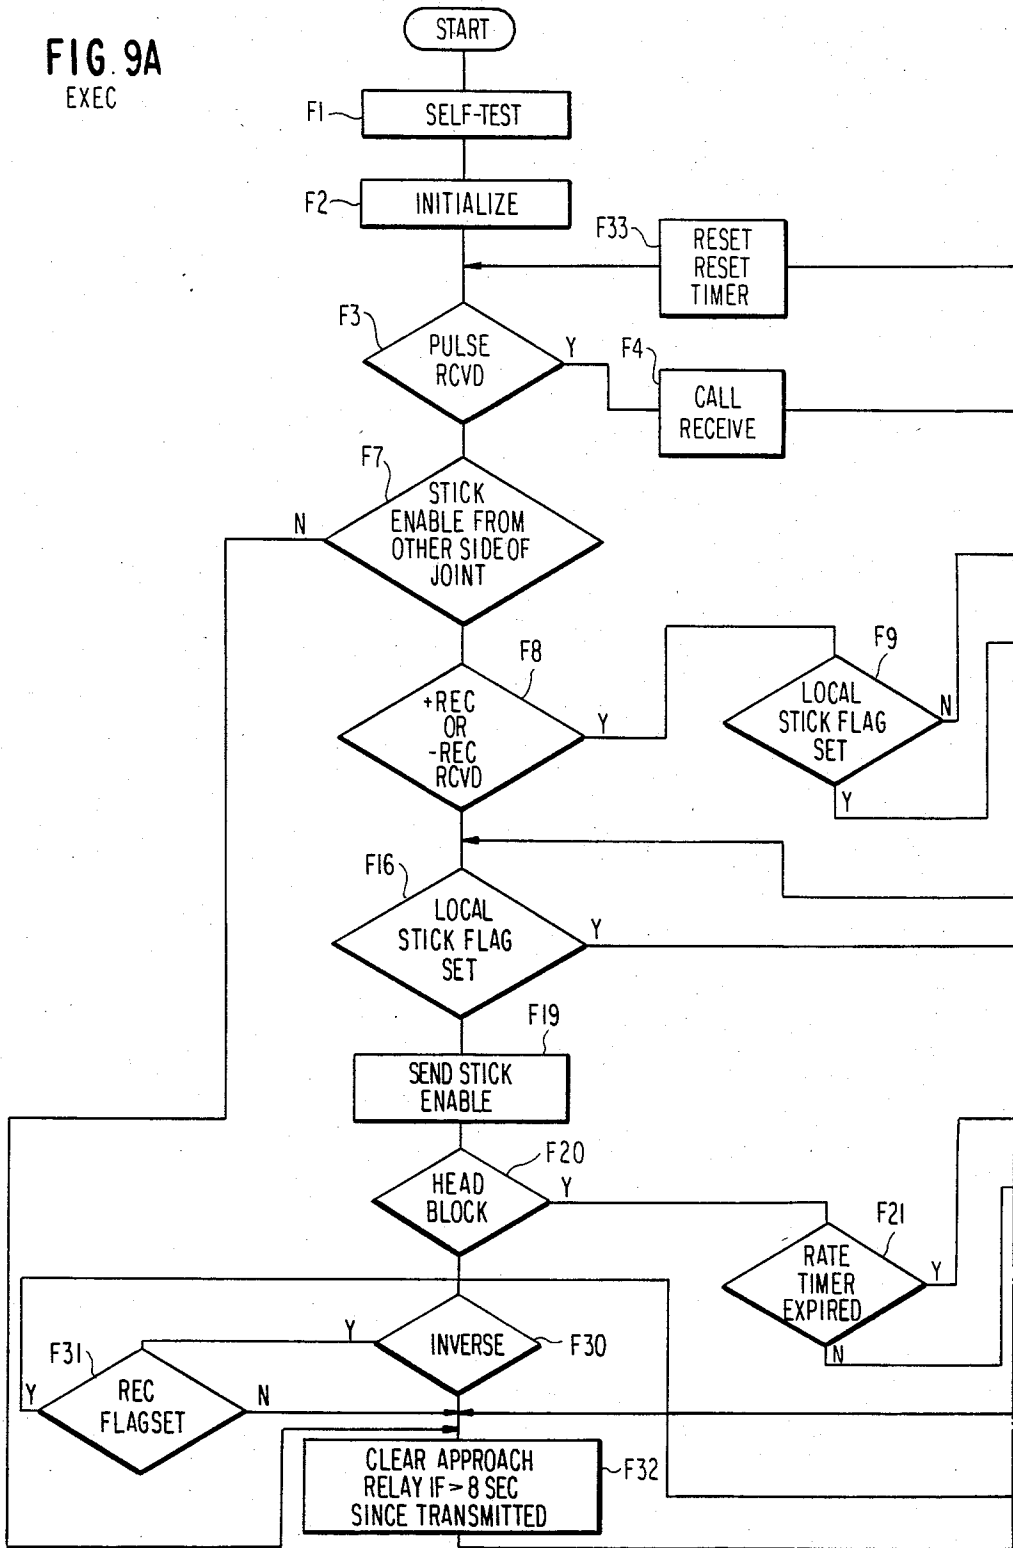 FIG. 9A
EXEC
START
F1
SELF-TEST
F2
INITIALIZE
F33
RESET
RESET
TIMER
F3
PULSE
RCVD
Y
F4
CALL
RECEIVE
F7
STICK
ENABLE FROM
OTHER SIDE OF
JOINT
N
F8
+REC
OR
-REC
RCVD
Y
F9
LOCAL
STICK FLAG
SET
N
Y
F16
LOCAL
STICK FLAG
SET
Y
F19
SEND STICK
ENABLE
F20
HEAD
BLOCK
Y
F21
RATE
TIMER
EXPIRED
Y
N
INVERSE
F30
Y
F31
REC
FLAGSET
Y
N
CLEAR APPROACH
RELAY IF > 8 SEC
SINCE TRANSMITTED
F32